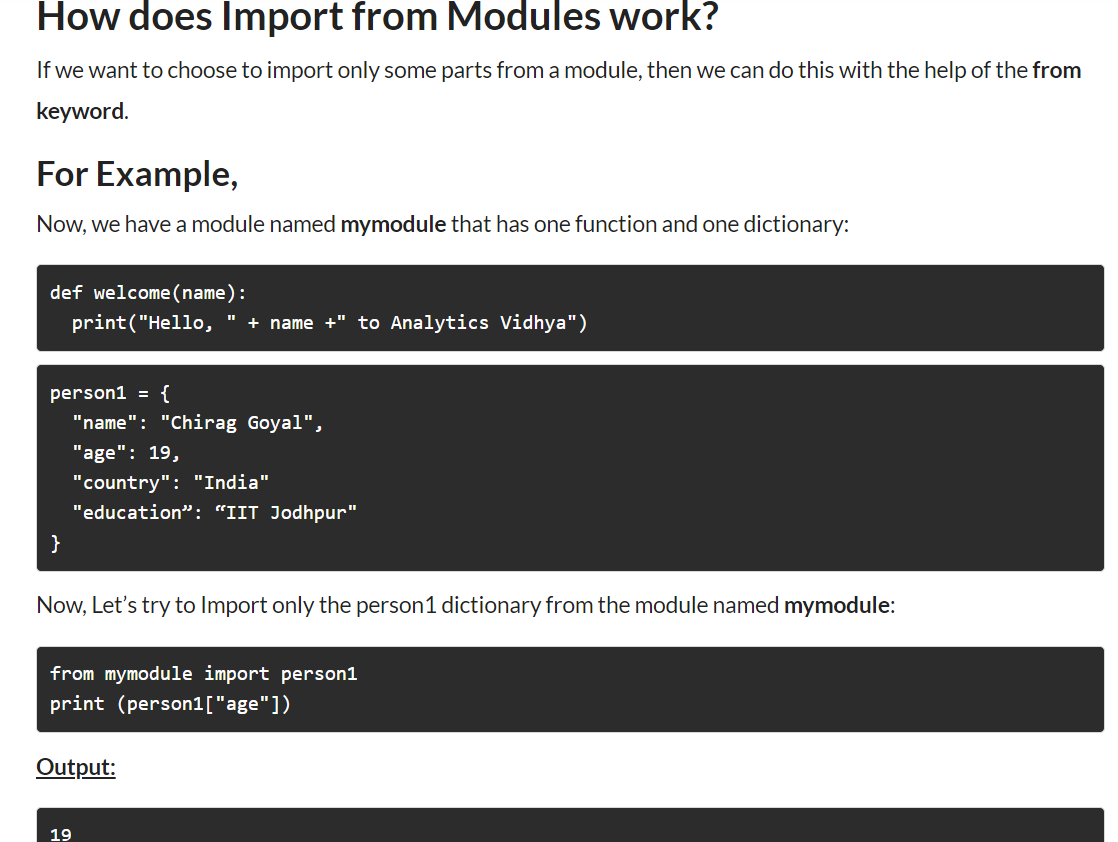 How does Import from Modules work?
If we want to choose to import only some parts from a module, then we can do this with the help of the from
keyword.
For Example,
Now, we have a module named mymodule that has one function and one dictionary:
def welcome(name):
  print("Hello, " + name +" to Analytics Vidhya")
person1 = {
  "name": "Chirag Goyal",
  "age": 19,
  "country": "India"
  "education”: “IIT Jodhpur"
}
Now, Let’s try to Import only the person1 dictionary from the module named mymodule:
from mymodule import person1
print (person1["age"])
Output:
19